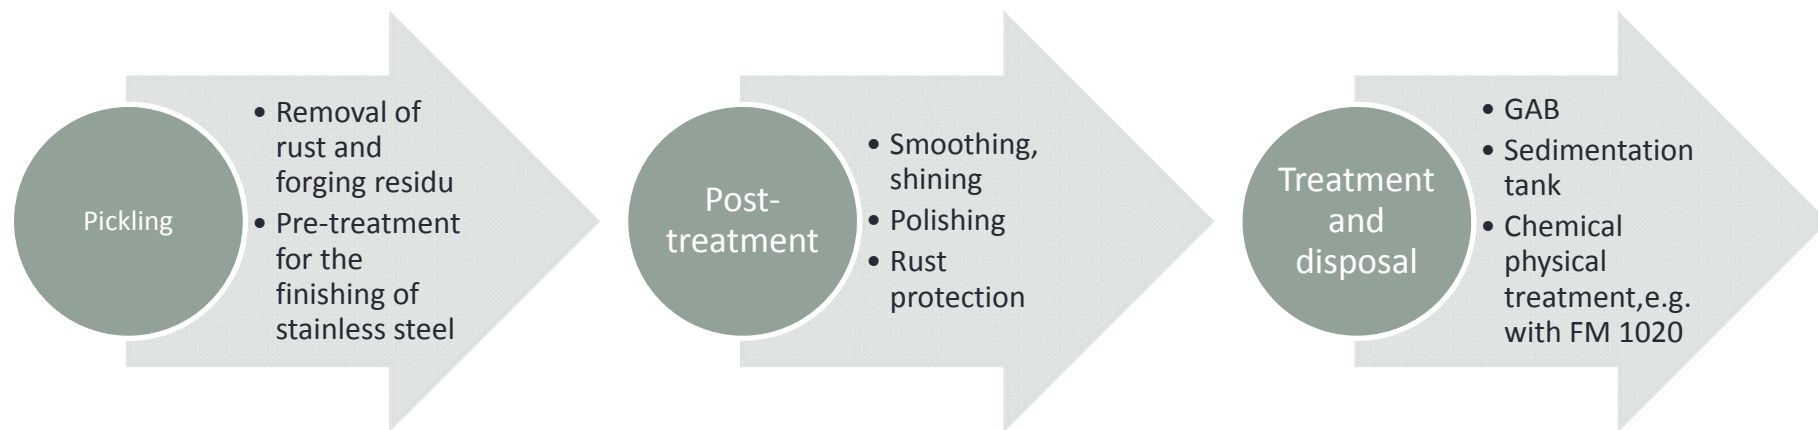 Pickling
• Removal of
rust and
forging residu
• Pre-treatment
for the
finishing of
stainless steel
Post-
treatment
• Smoothing,
shining
• Polishing
• Rust
protection
Treatment
and
disposal
• GAB
• Sedimentation
tank
• Chemical
physical
treatment,e.g.
with FM 1020